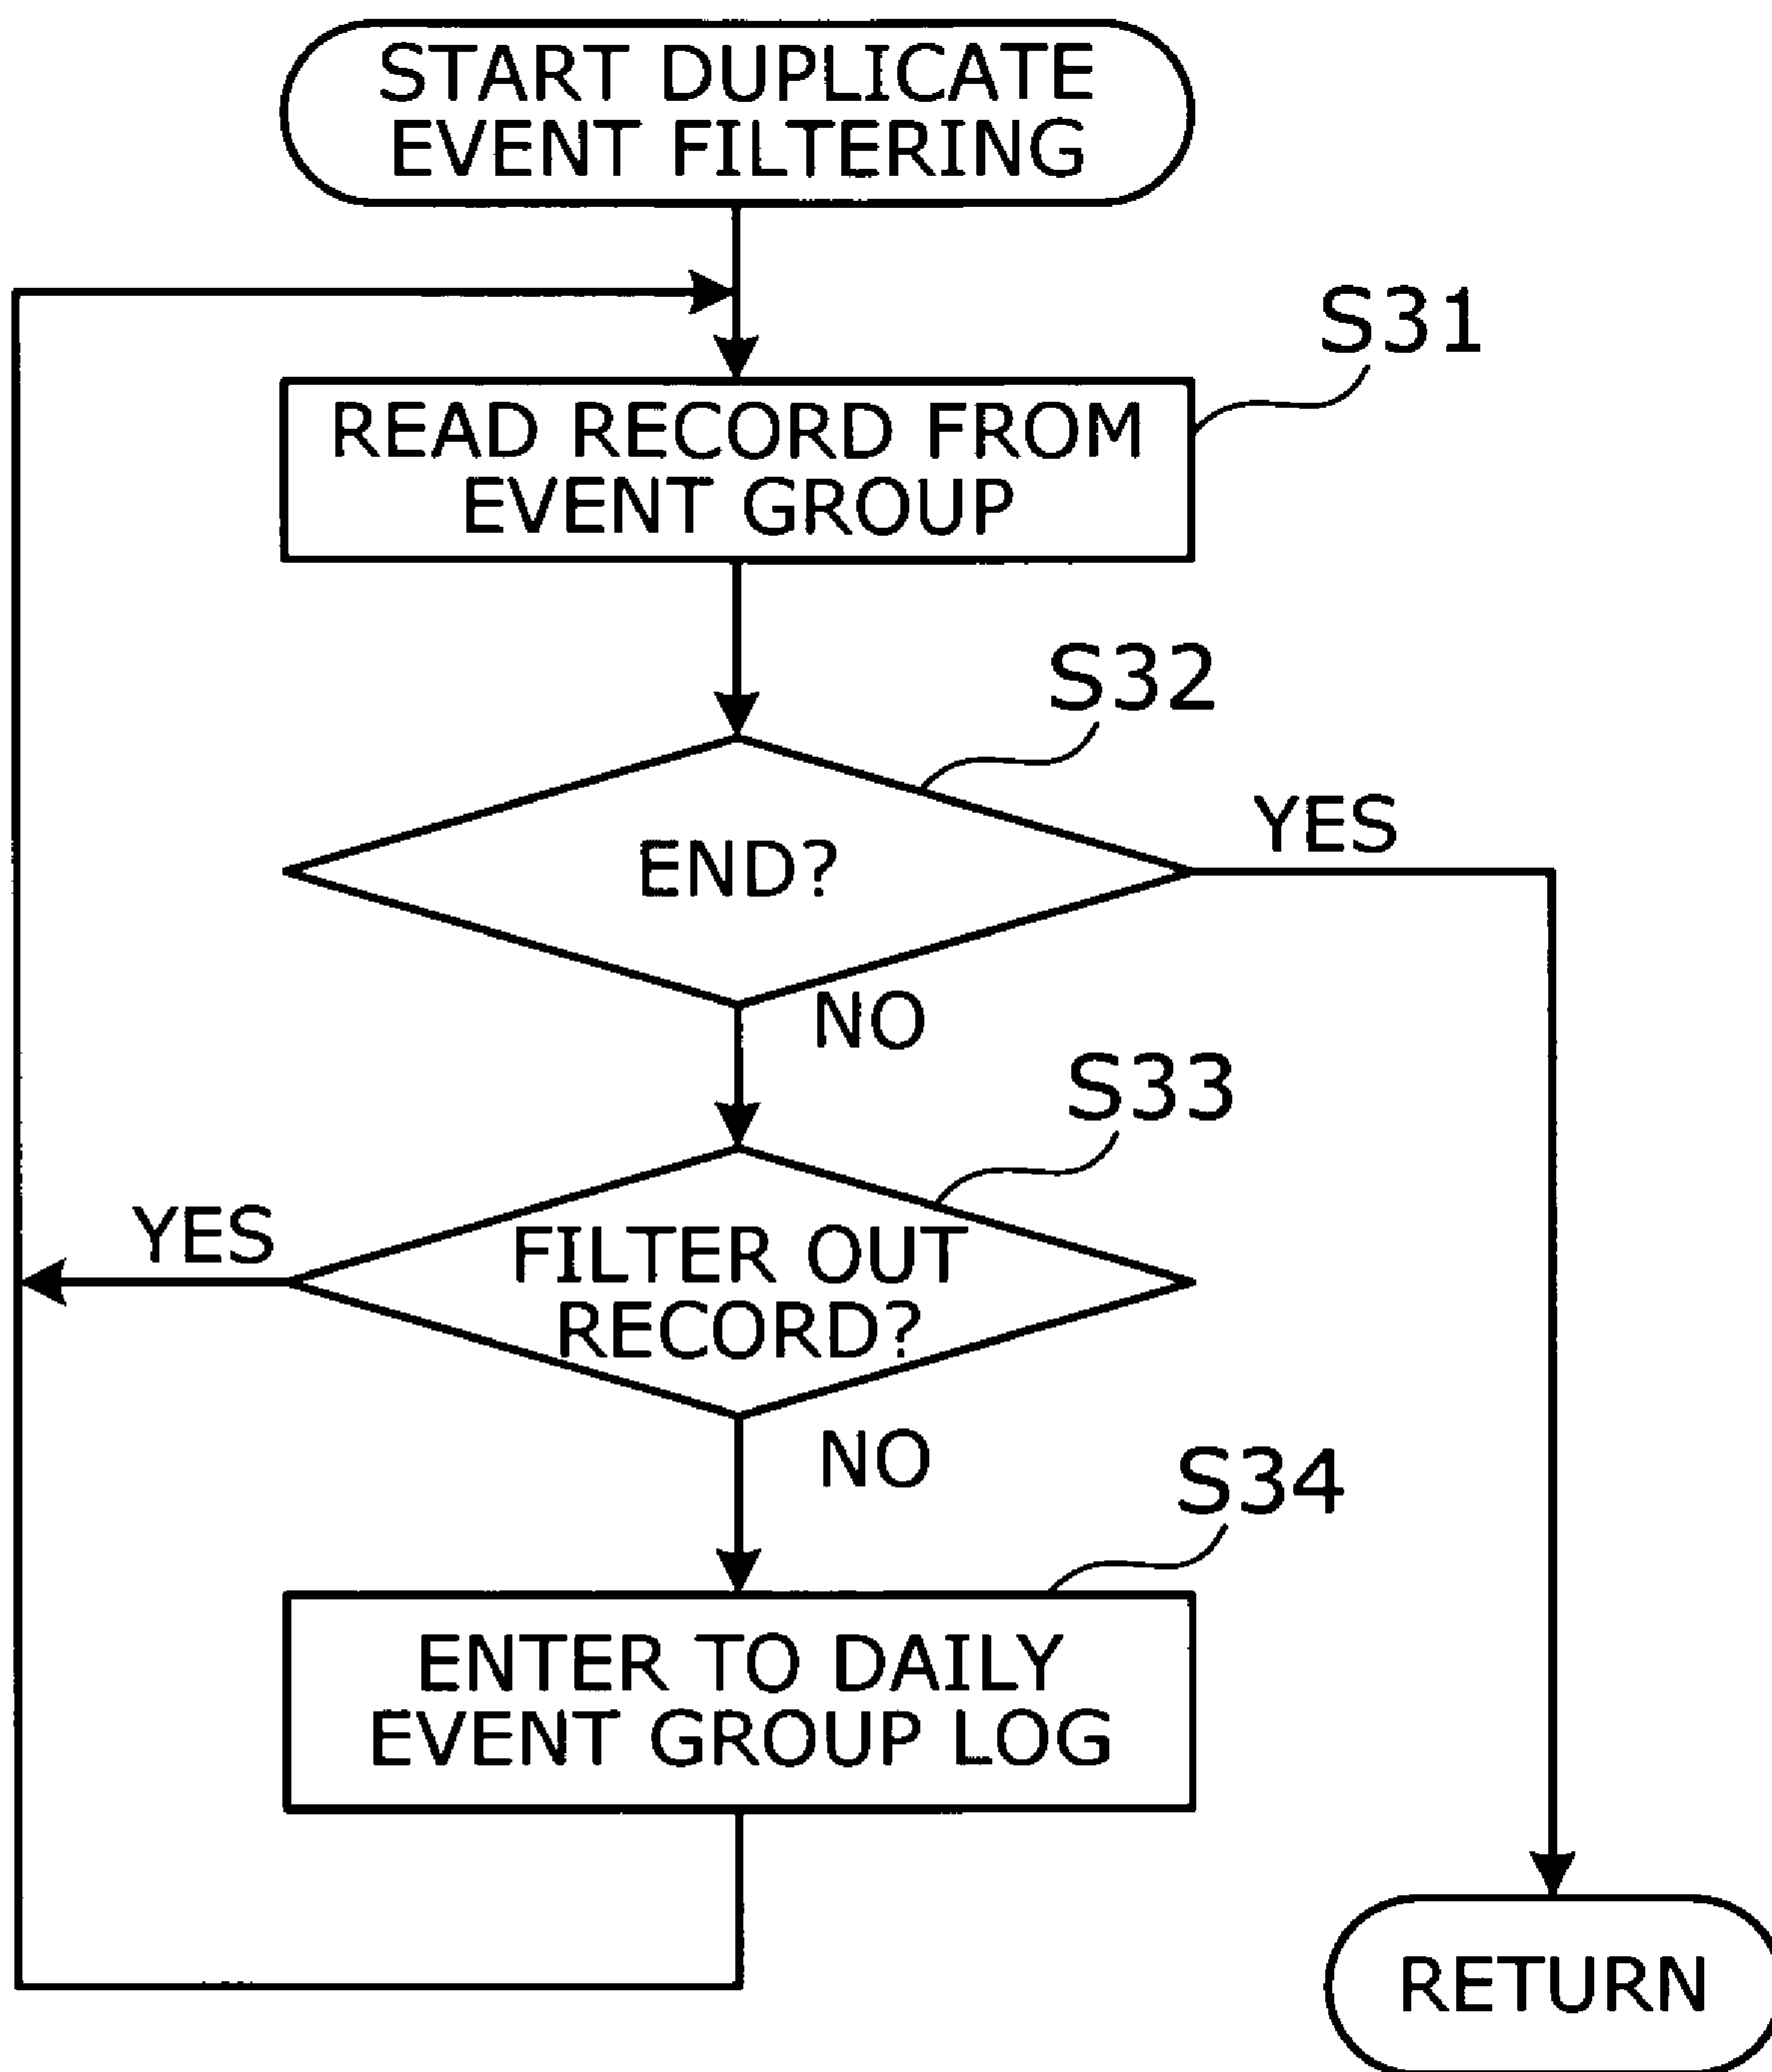 START DUPLICATE
EVENT FILTERING
S31
READ RECORD FROM
EVENT GROUP
S32
END?
YES
NO
S33
FILTER OUT
RECORD?
YES
NO
S34
ENTER TO DAILY
EVENT GROUP LOG
RETURN